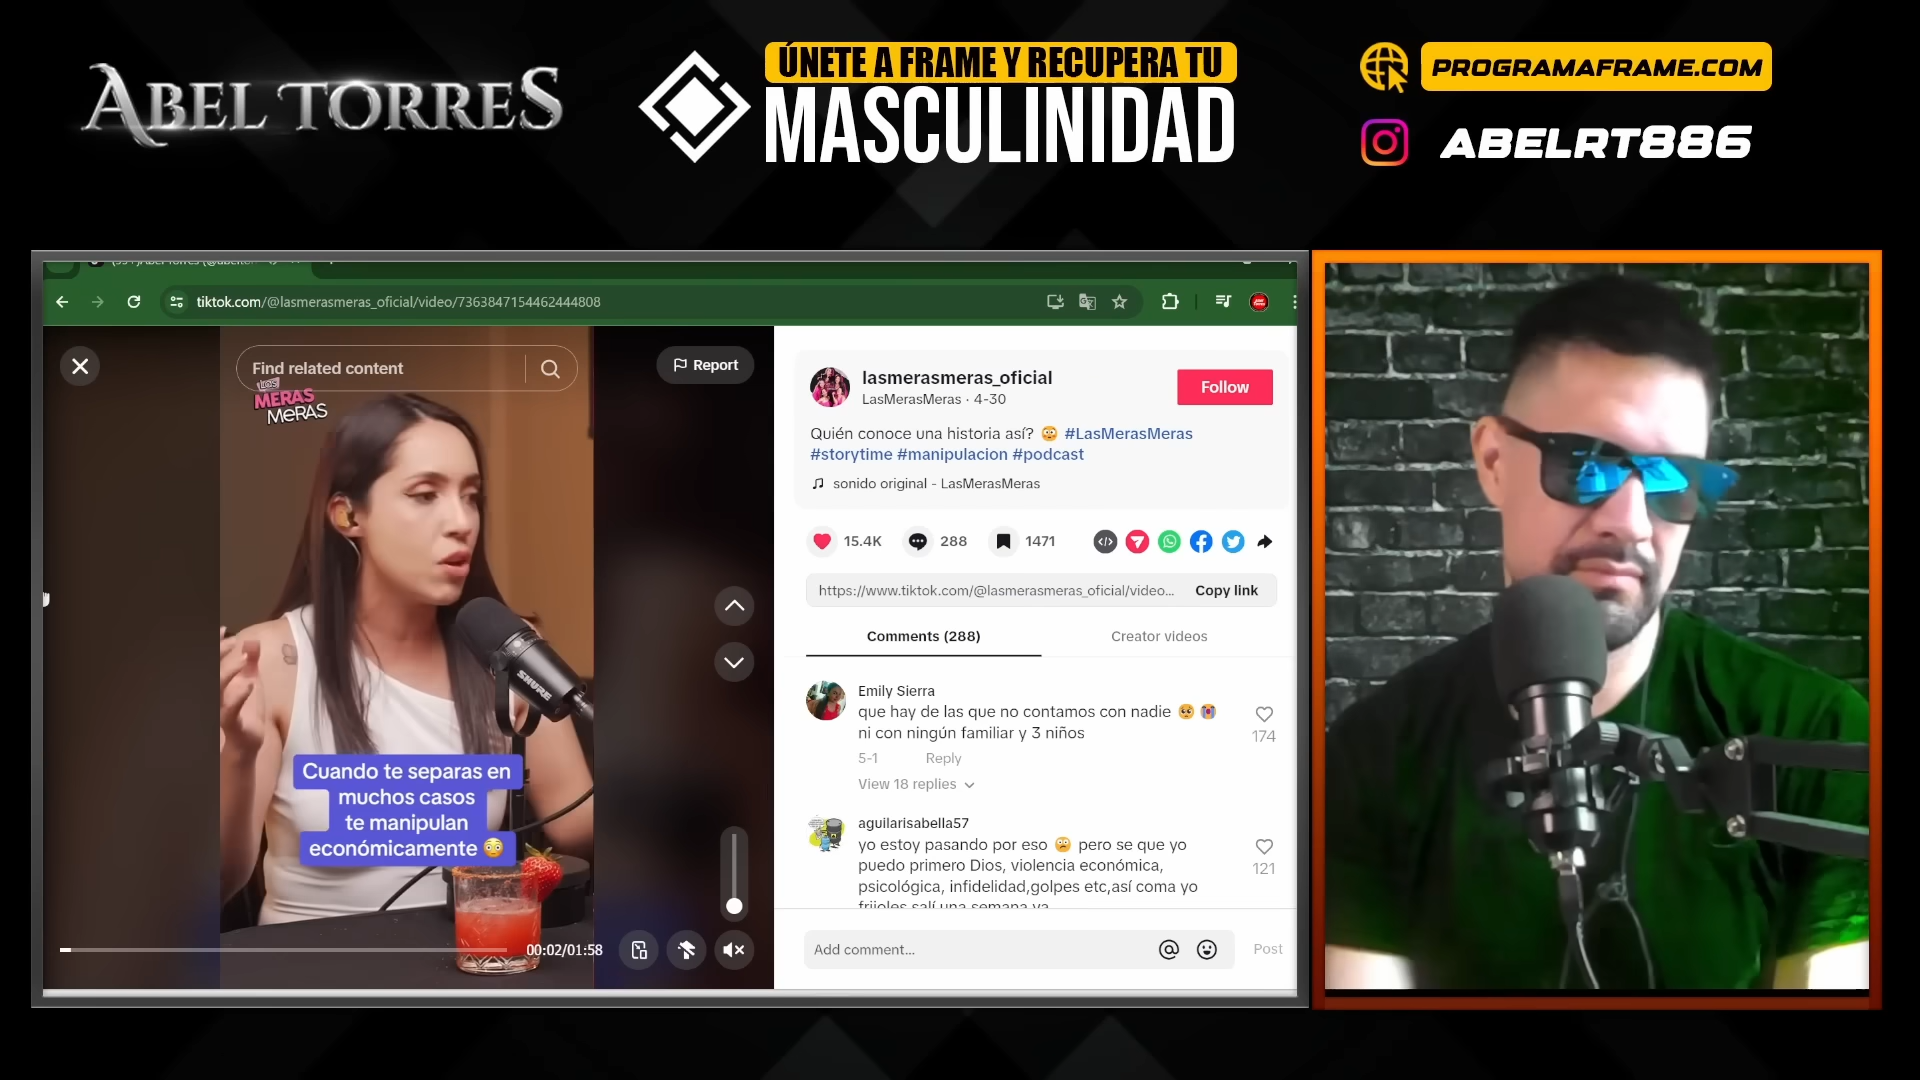 ABEL TORRES
ÚNETE A FRAME Y RECUPERA TU
MASCULINIDAD
PROGRAMAFRAME.COM
ABELRT886
tiktok.com/@lasmerasmeras_oficial/video/7363847154462444808
Find related content
Report
LAS
MERAS
MERAS
SHURE
Cuando te separas en
muchos casos
te manipulan
económicamente 😳
00:02/01:58
lasmerasmeras_oficial
LasMerasMeras · 4-30
Follow
Quién conoce una historia así? 😳 #LasMerasMeras
#storytime #manipulacion #podcast
sonido original - LasMerasMeras
15.4K
288
1471
https://www.tiktok.com/@lasmerasmeras_oficial/video...
Copy link
Comments (288)
Creator videos
Emily Sierra
que hay de las que no contamos con nadie 🥺 😭
ni con ningún familiar y 3 niños
174
5-1
Reply
View 18 replies
aguilarisabella57
yo estoy pasando por eso 😕 pero se que yo
puedo primero Dios, violencia económica,
psicológica, infidelidad,golpes etc,así coma yo
frijoles salí una semana ya
121
Add comment...
Post